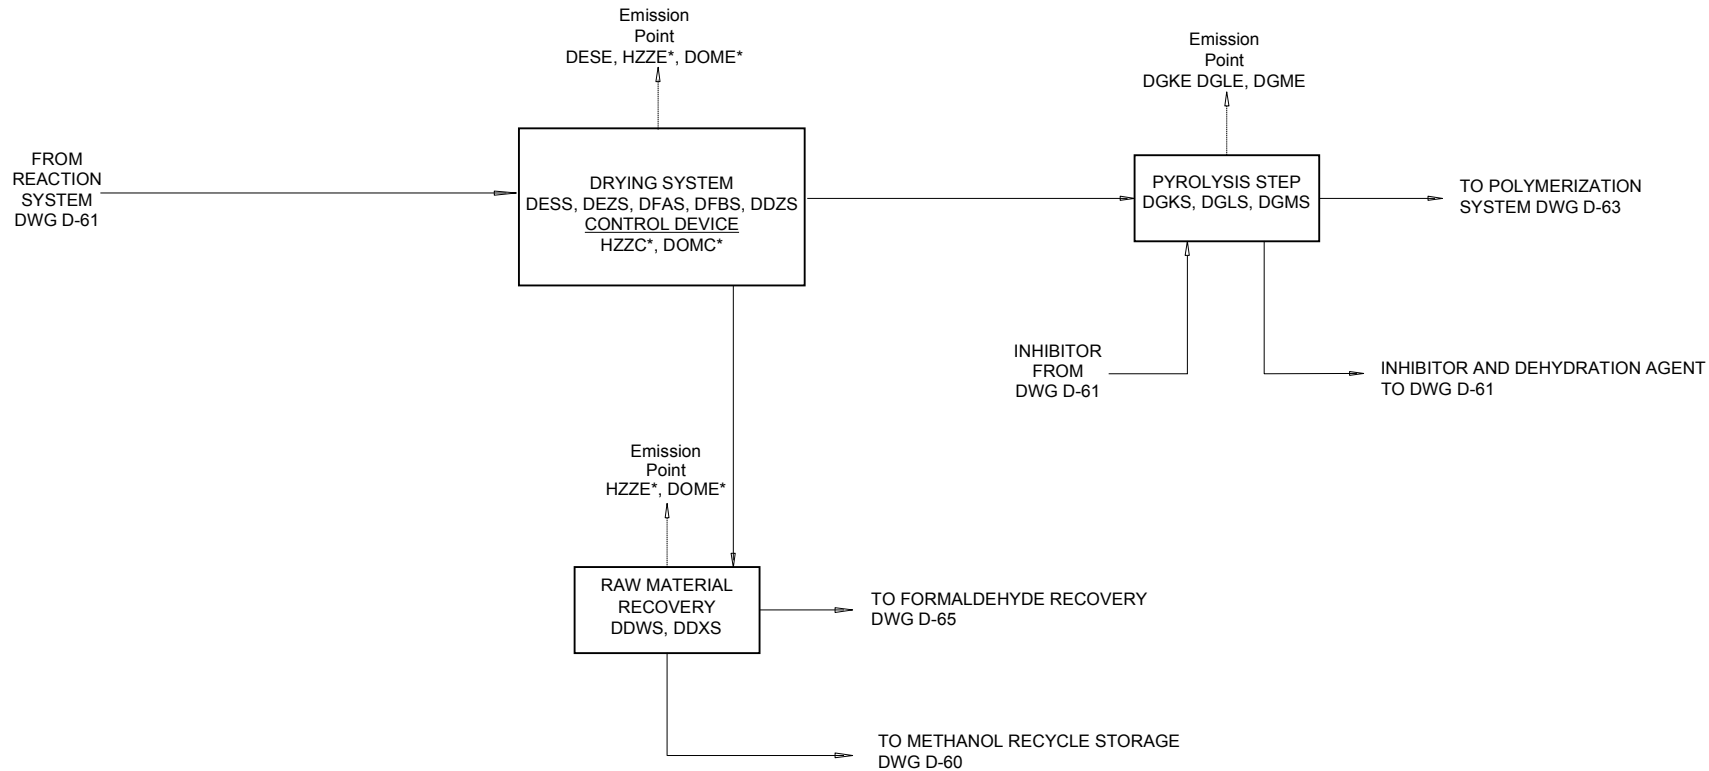 Emission
Point
DESE, HZZE*, DOME*
Emission
Point
DGKE DGLE, DGME
FROM
REACTION
SYSTEM
DWG D-61
DRYING SYSTEM
DESS, DEZS, DFAS, DFBS, DDZS
CONTROL DEVICE
HZZC*, DOMC*
PYROLYSIS STEP
DGKS, DGLS, DGMS
TO POLYMERIZATION
SYSTEM DWG D-63
INHIBITOR
FROM
DWG D-61
INHIBITOR AND DEHYDRATION AGENT
TO DWG D-61
Emission
Point
HZZE*, DOME*
RAW MATERIAL
RECOVERY
DDWS, DDXS
TO FORMALDEHYDE RECOVERY
DWG D-65
TO METHANOL RECYCLE STORAGE
DWG D-60